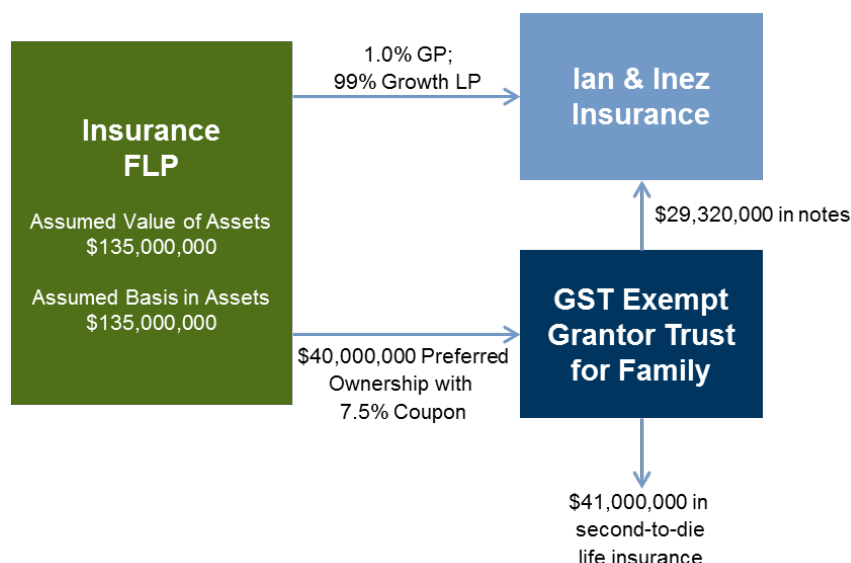 Insurance
FLP
Assumed Value of Assets
$135,000,000
Assumed Basis in Assets
$135,000,000
1.0% GP;
99% Growth LP
Ian & Inez
Insurance
$29,320,000 in notes
GST Exempt
Grantor Trust
for Family
$40,000,000 Preferred
Ownership with
7.5% Coupon
$41,000,000 in
second-to-die
life insurance